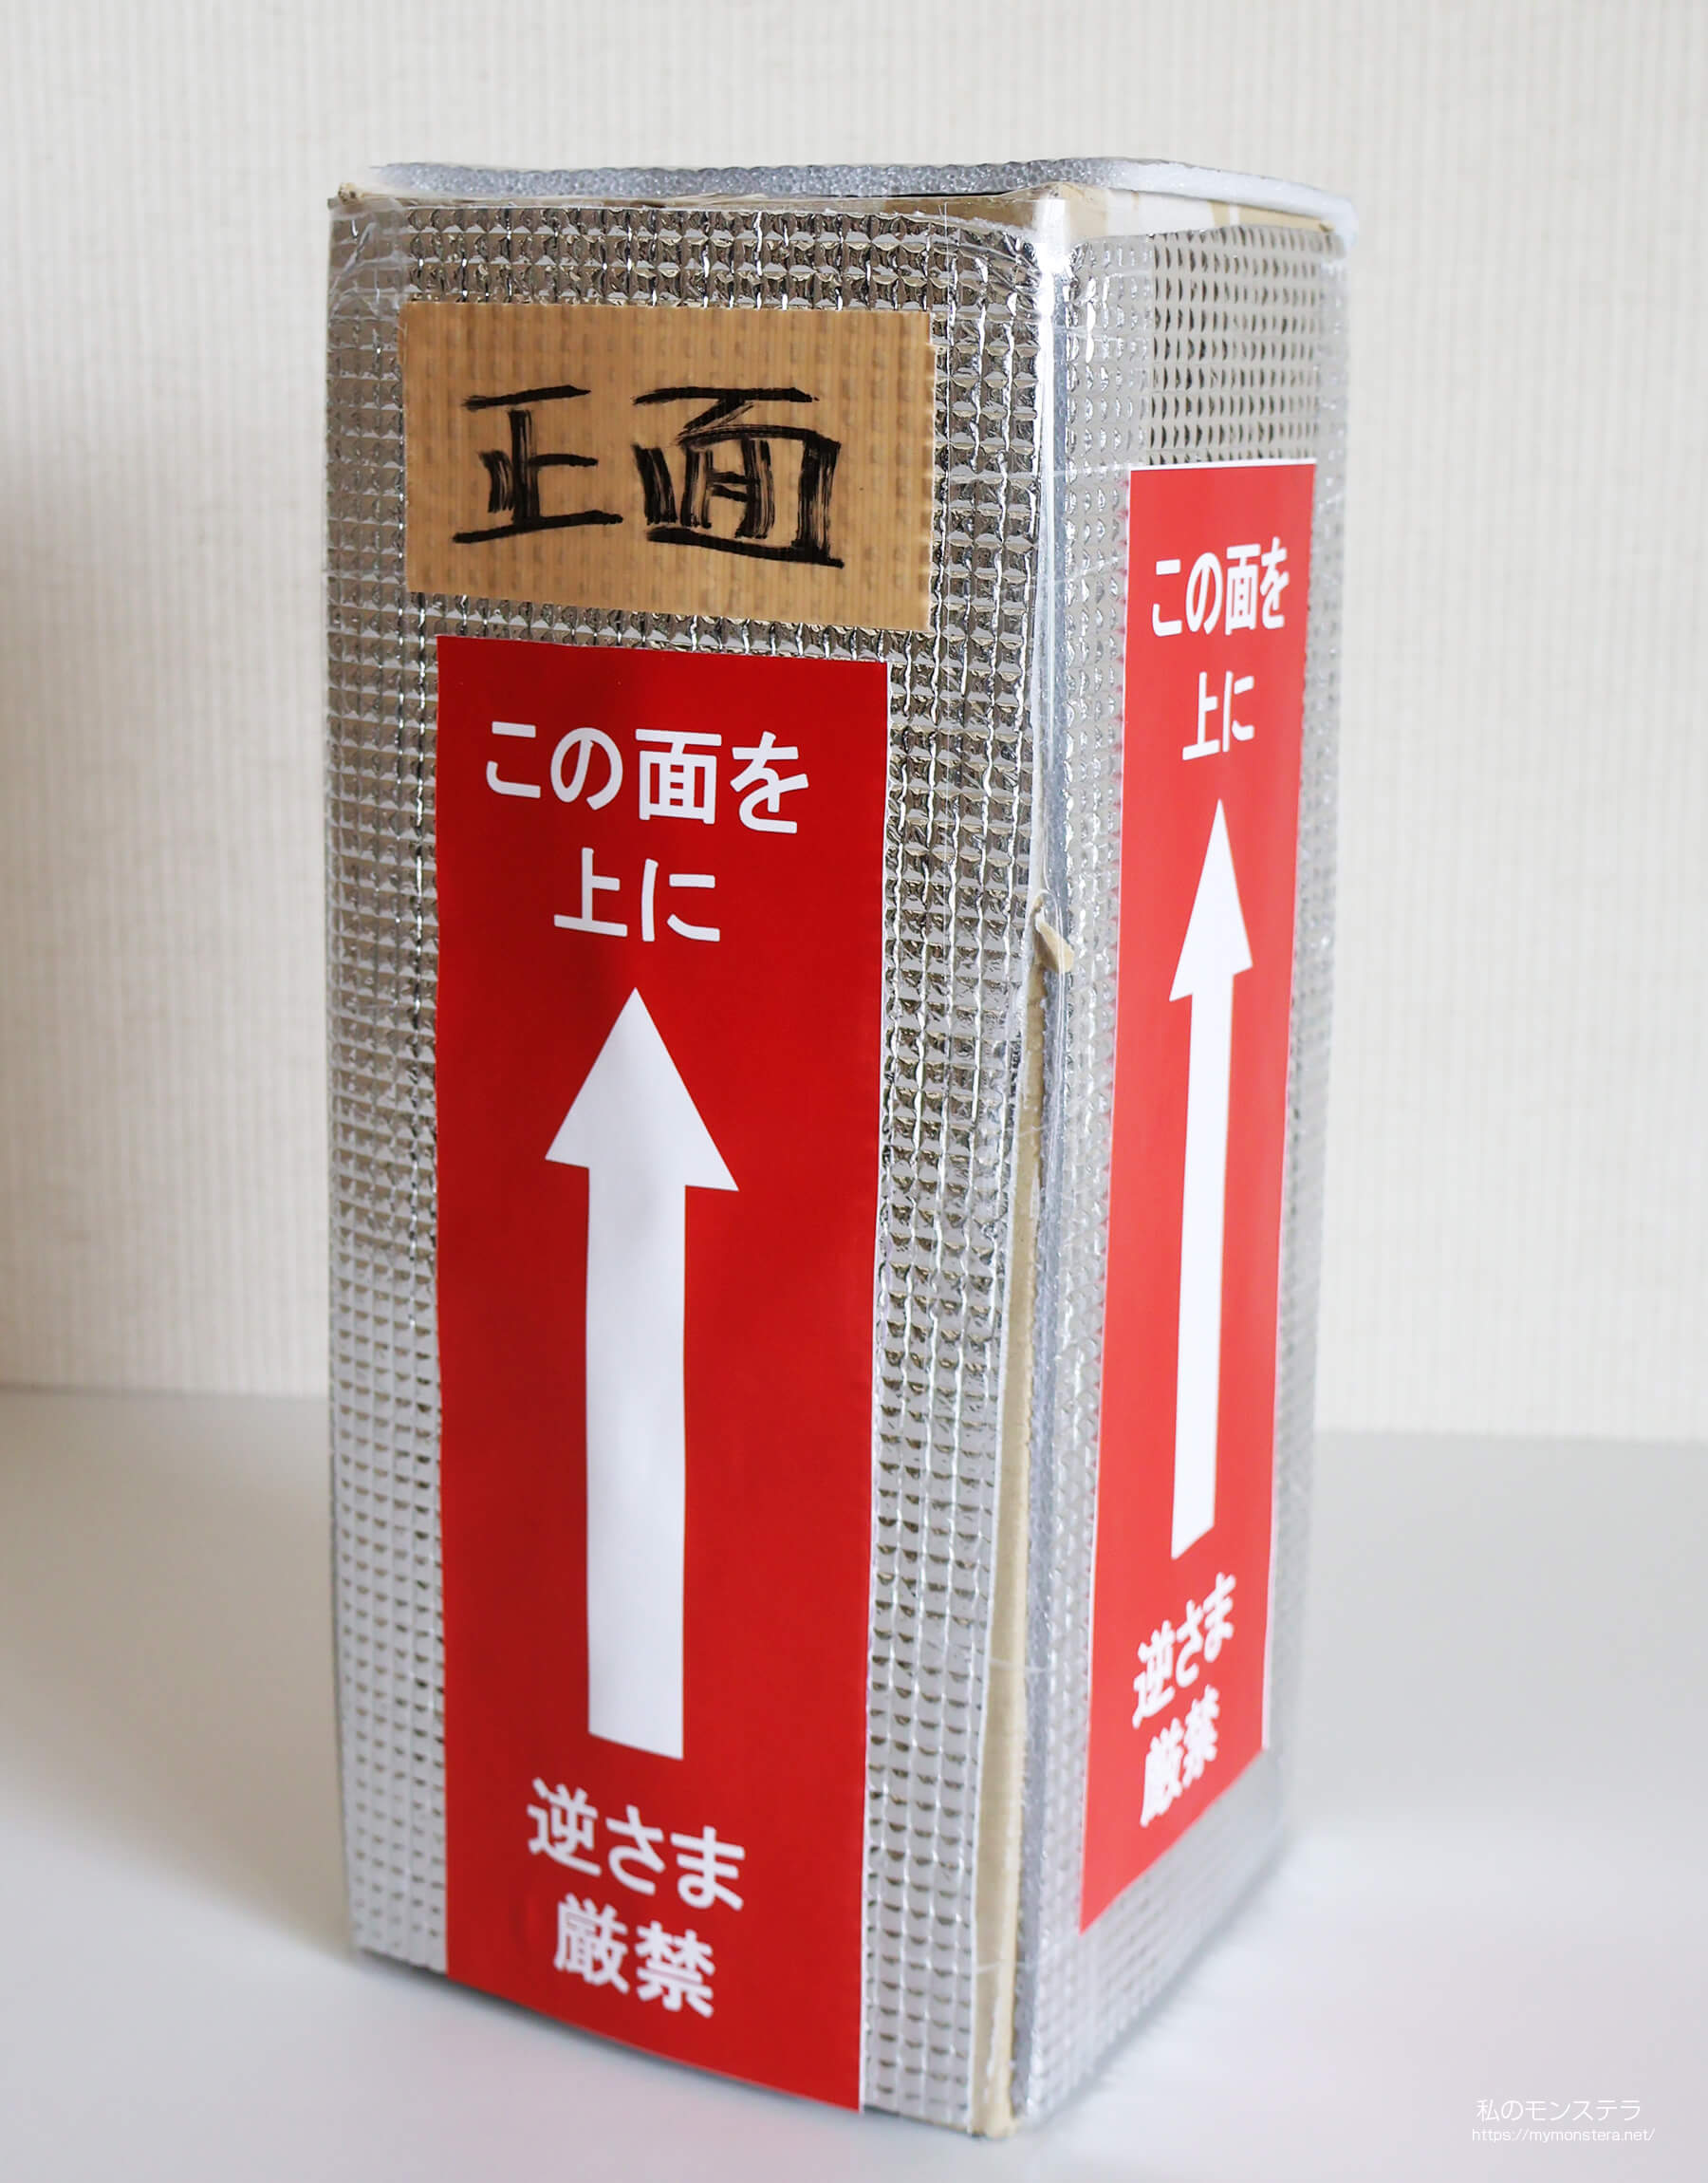 正面
この面を
上に
逆さま
厳禁
この面を
上に
逆さま
厳禁
私のモンステラ
https://mymonstera.net/